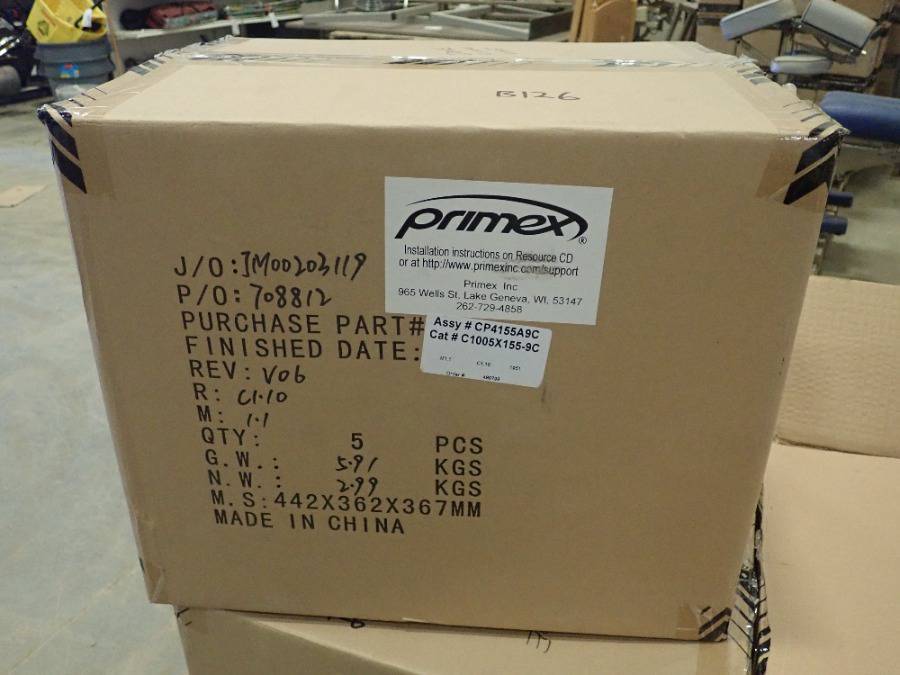 B126
primex®
Installation instructions on Resource CD
or at http://www.primexinc.com/support
Primex Inc
965 Wells St, Lake Geneva, WI, 53147
262-729-4858
J/O: JM00203119
P/O: 708812
PURCHASE PART#
Assy # CP4155A9C
Cat # C1005X155-9C
FINISHED DATE:
REV: V06
R: C1.10
M: 1.1
QTY: 5 PCS
G.W.: 5.91 KGS
N.W.: 2.99 KGS
M.S:442X362X367MM
MADE IN CHINA